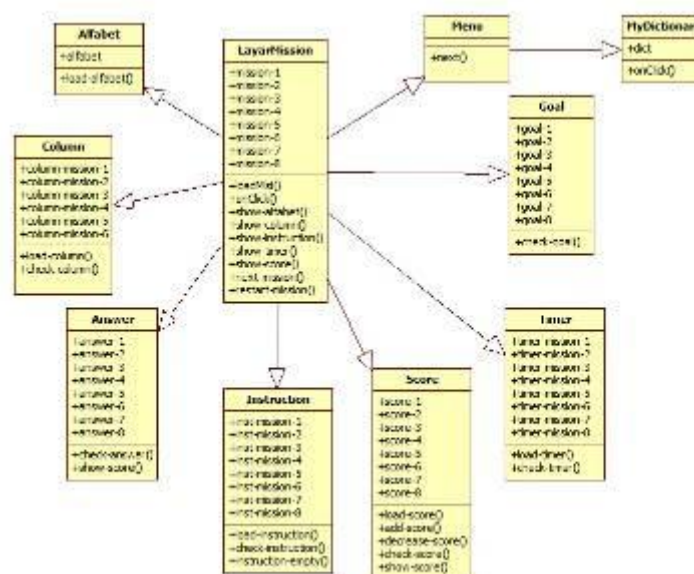 Alfabet
+alfabet
+load-alfabet()
LayarMission
+mission-1
+mission-2
+mission-3
+mission-4
+mission-5
+mission-6
+mission-7
+mission-8
+onClick()
+show-alfabet()
+show-column()
+show-instruction()
+show-timer()
+show-score()
+next-mission()
+restart-mission()
Menu
+next()
MyDictionary
+dict
+onClick()
Goal
+goal-1
+goal-2
+goal-3
+goal-4
+goal-5
+goal-6
+goal-7
+goal-8
+check-goal()
Column
+column-mission-1
+column-mission-2
+column-mission-3
+column-mission-4
+column-mission-5
+column-mission-6
+load-column()
+check-column()
Answer
+answer-1
+answer-2
+answer-3
+answer-4
+answer-5
+answer-6
+answer-7
+answer-8
+check-answer()
+show-score()
Instruction
+inst-mission-1
+inst-mission-2
+inst-mission-3
+inst-mission-4
+inst-mission-5
+inst-mission-6
+inst-mission-7
+inst-mission-8
+load-instruction()
+check-instruction()
+instruction-empty()
Score
+score-1
+score-2
+score-3
+score-4
+score-5
+score-6
+score-7
+score-8
+load-score()
+add-score()
+decrease-score()
+check-score()
+show-score()
Timer
+timer-mission-1
+timer-mission-2
+timer-mission-3
+timer-mission-4
+timer-mission-5
+timer-mission-6
+timer-mission-7
+timer-mission-8
+load-timer()
+check-timer()